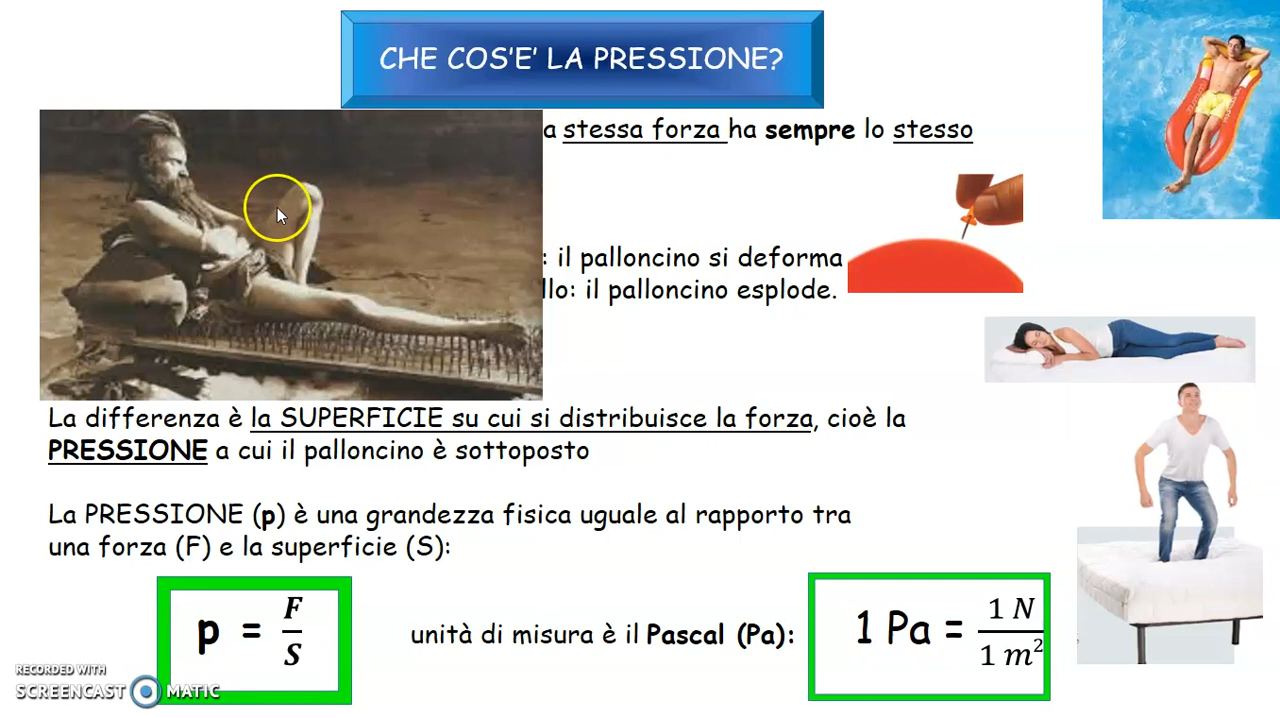 CHE COS'E' LA PRESSIONE?
a stessa forza ha sempre lo stesso
: il palloncino si deforma
llo: il palloncino esplode.
La differenza è la SUPERFICIE su cui si distribuisce la forza, cioè la
PRESSIONE a cui il palloncino è sottoposto
La PRESSIONE (p) è una grandezza fisica uguale al rapporto tra
una forza (F) e la superficie (S):
p = F/S
unità di misura è il Pascal (Pa):
1 Pa = 1 N / 1 m²
RECORDED WITH
SCREENCAST MATIC